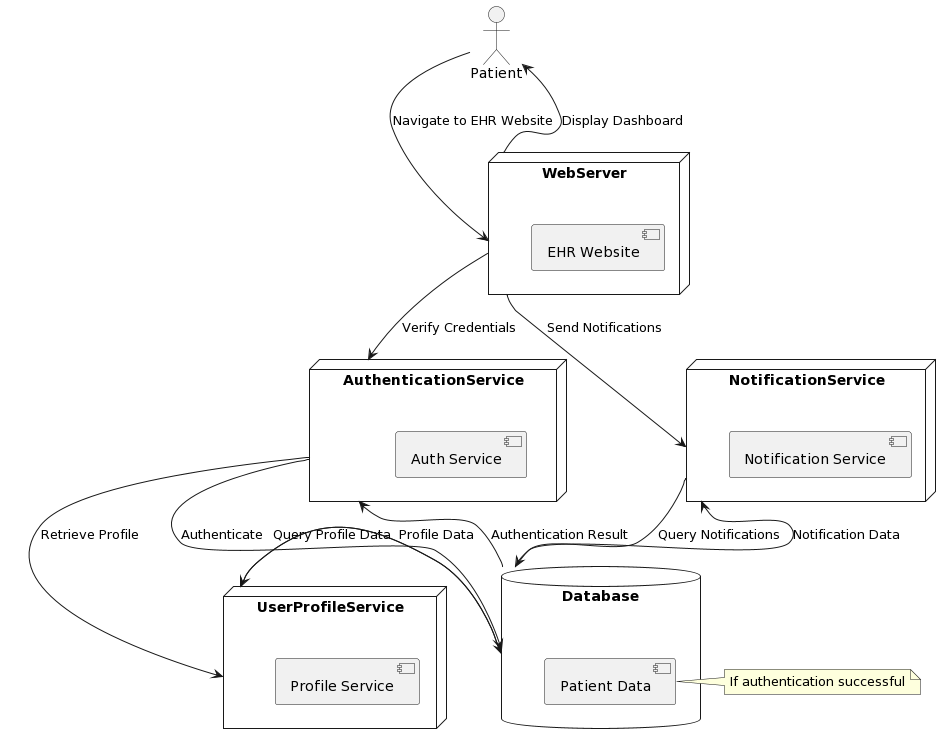 Patient
Navigate to EHR Website
Display Dashboard
WebServer
EHR Website
Verify Credentials
Send Notifications
AuthenticationService
NotificationService
Auth Service
Notification Service
Retrieve Profile
Authenticate
Query Profile Data
Profile Data
Authentication Result
Query Notifications
Notification Data
UserProfileService
Database
Profile Service
Patient Data
If authentication successful